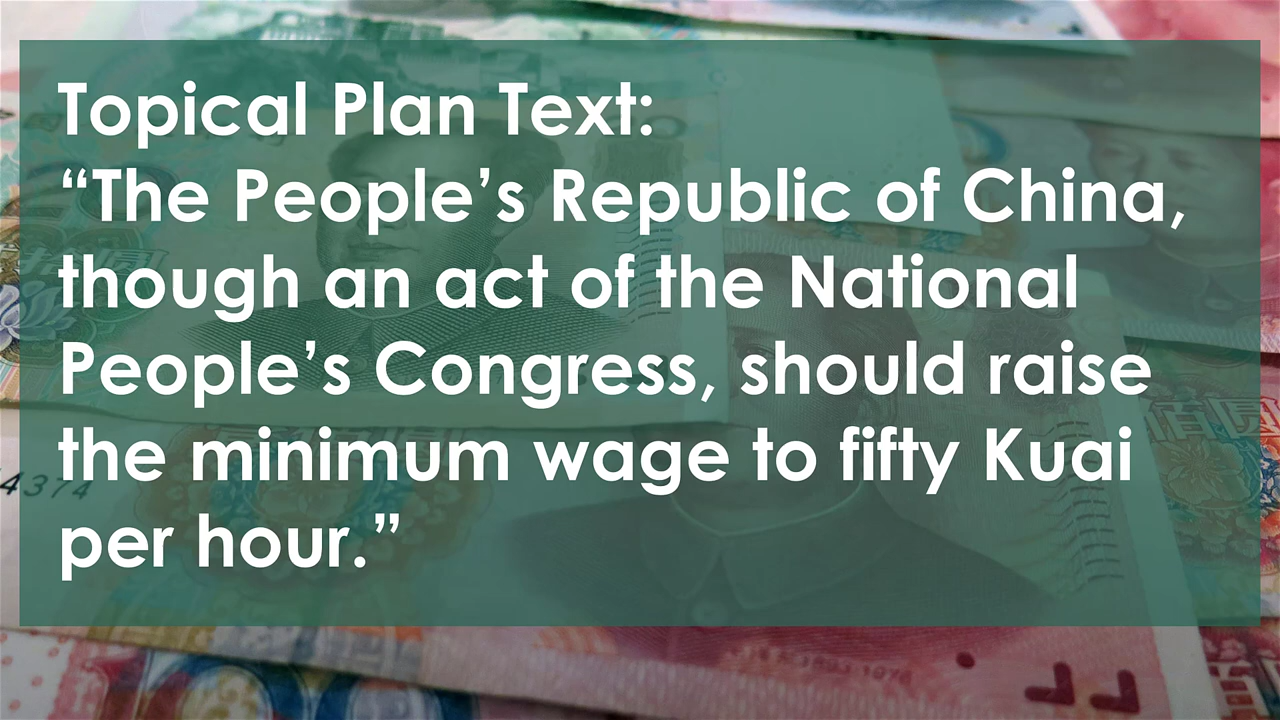 Topical Plan Text:
“The People’s Republic of China,
though an act of the National
People’s Congress, should raise
the minimum wage to fifty Kuai
per hour.”
4374